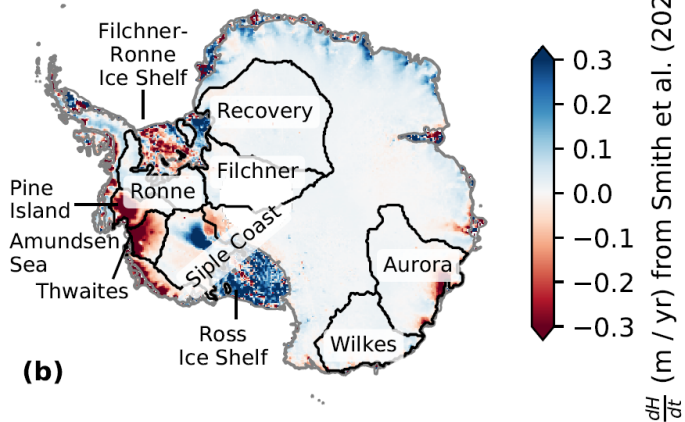 Filchner-
Ronne
Ice Shelf
Recovery
Filchner
Ronne
Pine
Island
Amundsen
Sea
Thwaites
Siple Coast
Ross
Ice Shelf
Aurora
Wilkes
(b)
0.3
0.2
0.1
0.0
−0.1
−0.2
−0.3
dH/dt (m / yr) from Smith et al. (202